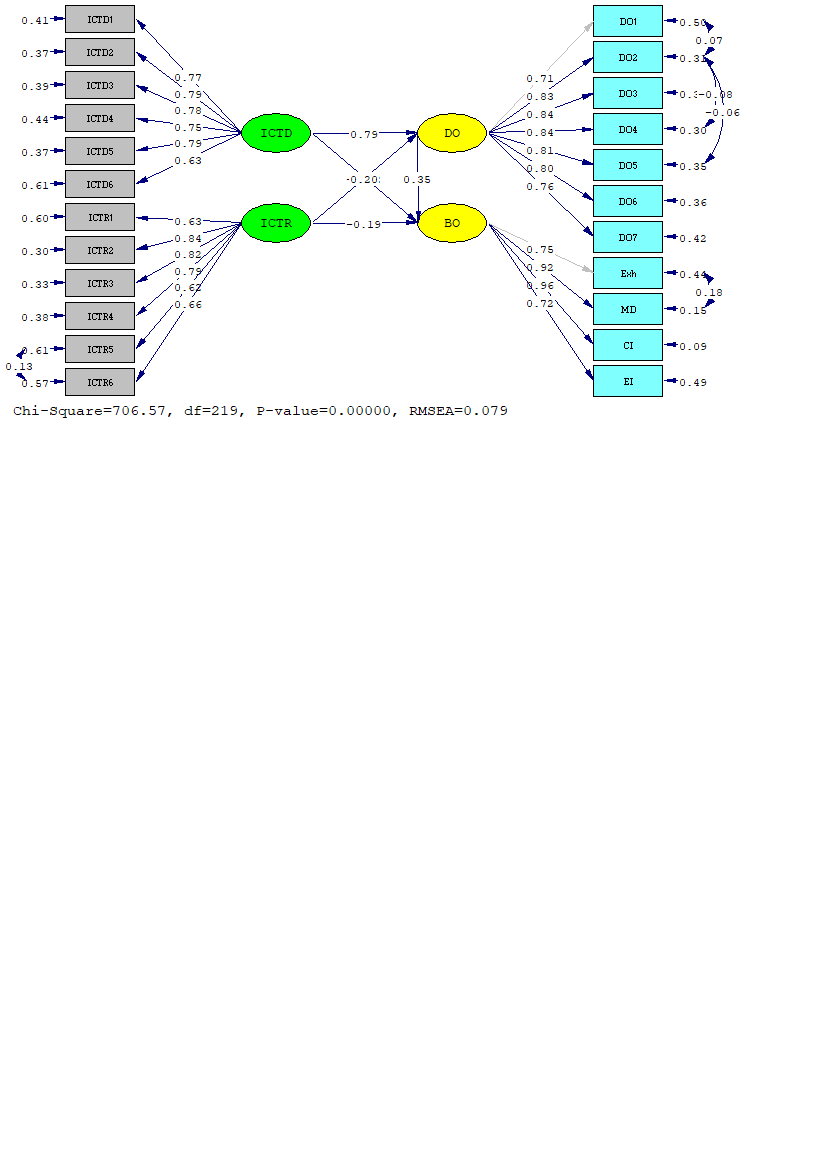 0.41 ICTD1
0.37 ICTD2
0.39 ICTD3
0.44 ICTD4
0.37 ICTD5
0.61 ICTD6
0.60 ICTR1
0.30 ICTR2
0.33 ICTR3
0.38 ICTR4
0.61 ICTR5
0.13
0.57 ICTR6
0.77
0.79
0.78
0.75
0.79
0.63
0.63
0.84
0.82
0.79
0.62
0.66
ICTD
ICTR
0.79
-0.20
0.35
-0.19
DO
BO
0.71
0.83
0.84
0.84
0.81
0.80
0.76
0.75
0.92
0.96
0.72
DO1 0.50
0.07
DO2 0.31
DO3
-0.08
-0.06
DO4 0.30
DO5 0.35
DO6 0.36
DO7 0.42
Exh 0.44
0.18
MD 0.15
CI 0.09
EI 0.49
Chi-Square=706.57, df=219, P-value=0.00000, RMSEA=0.079